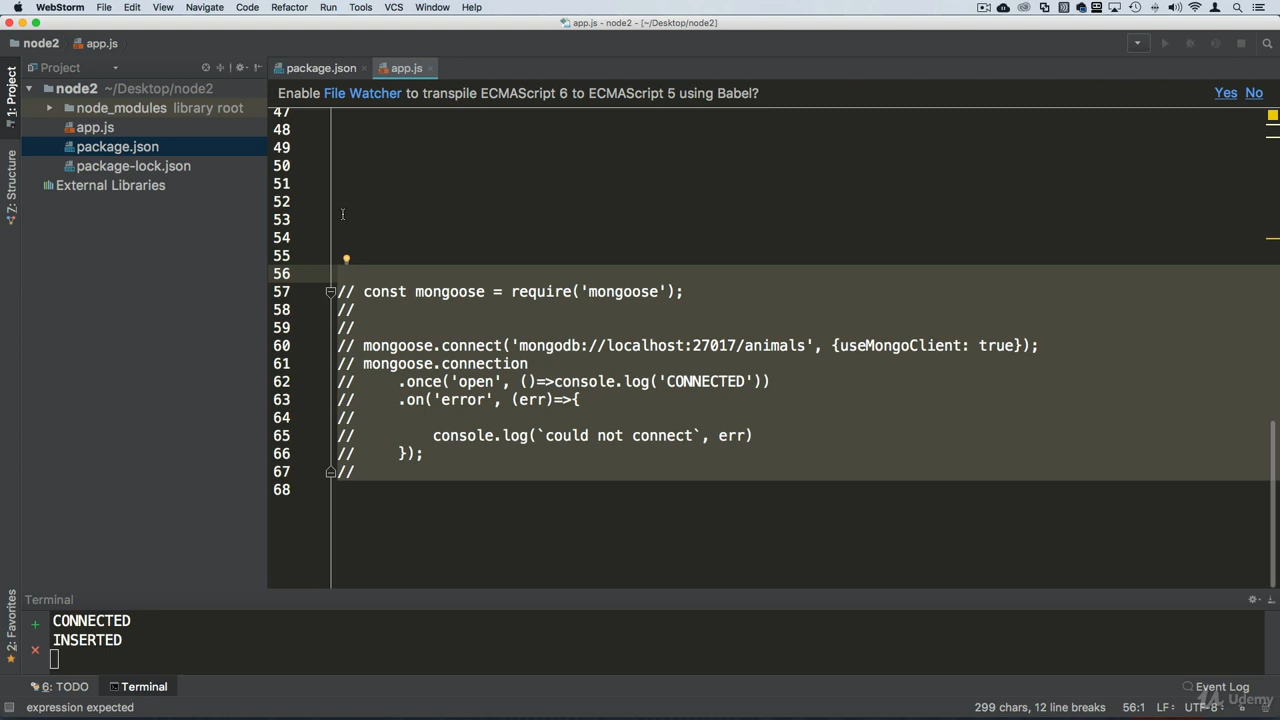 WebStorm File Edit View Navigate Code Refactor Run Tools VCS Window Help
app.js - node2 - [~/Desktop/node2]
node2 app.js
Project package.json app.js
1: Project
node2 ~/Desktop/node2
Enable File Watcher to transpile ECMAScript 6 to ECMAScript 5 using Babel? Yes No
node_modules library root
app.js
package.json
package-lock.json
External Libraries
7: Structure
47
48
49
50
51
52
53
54
55
56
57 // const mongoose = require('mongoose');
58 //
59 //
60 // mongoose.connect('mongodb://localhost:27017/animals', {useMongoClient: true});
61 // mongoose.connection
62 //     .once('open', ()=>console.log('CONNECTED'))
63 //     .on('error', (err)=>{
64 //
65 //         console.log(`could not connect`, err)
66 //     });
67 //
68
2: Favorites
Terminal
CONNECTED
INSERTED
6: TODO Terminal Event Log
Udemy
expression expected 299 chars, 12 line breaks 56:1 LF÷ UTF-8÷